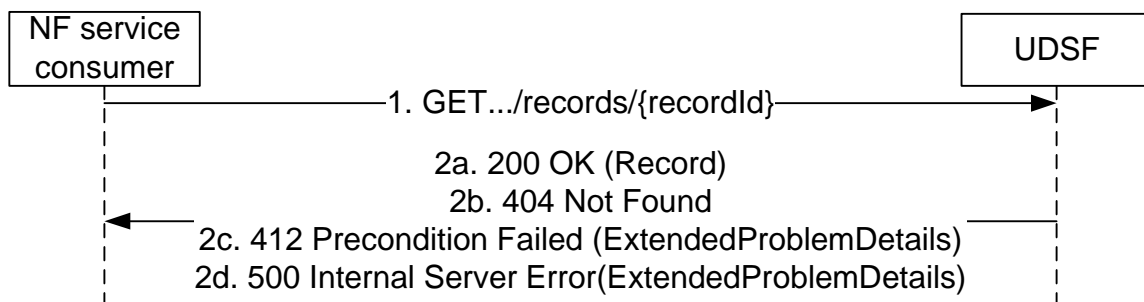 NF service
consumer
UDSF
1. GET.../records/{recordId}
2a. 200 OK (Record)
2b. 404 Not Found
2c. 412 Precondition Failed (ExtendedProblemDetails)
2d. 500 Internal Server Error(ExtendedProblemDetails)